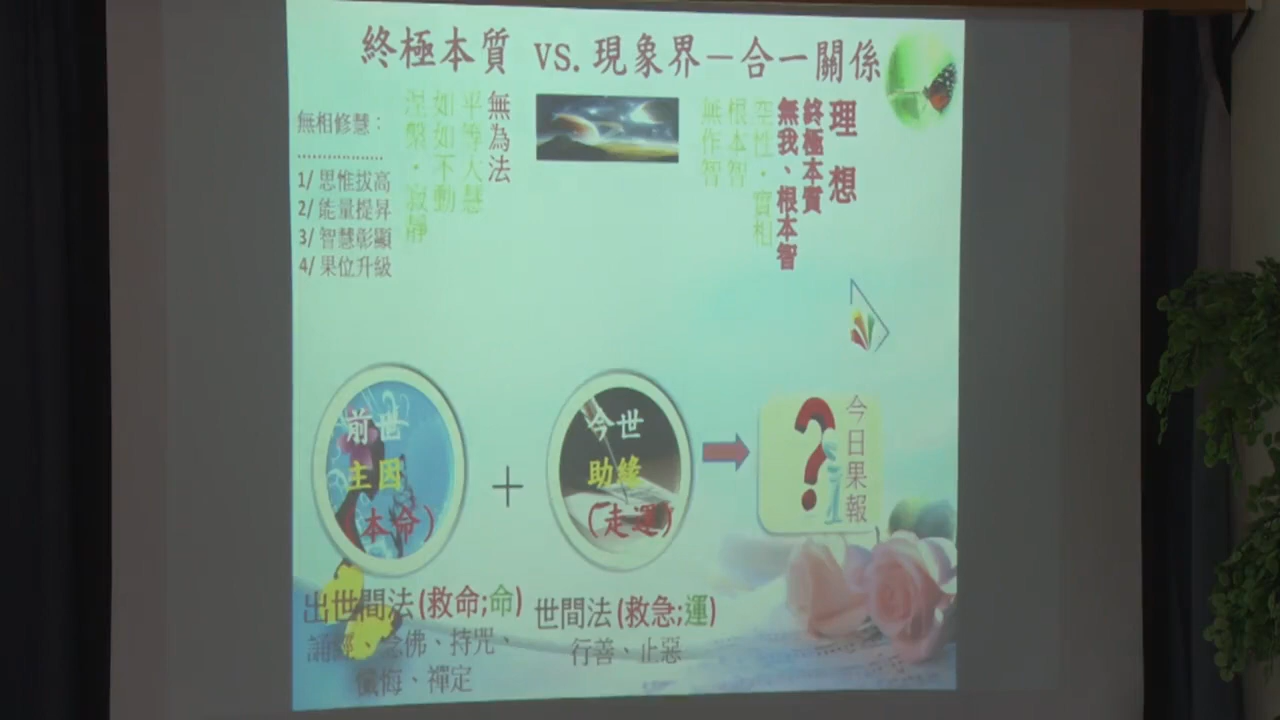 終極本質 VS. 現象界－合一關係
理想
終極本質
無我、根本智
空性・實相
根本智
無作智
無為法
平等大慧
如如不動
涅槃・寂靜
無相修慧：
..................
1/ 思惟拔高
2/ 能量提昇
3/ 智慧彰顯
4/ 果位升級
前世
主因
(本命)
+
今世
助緣
(走運)
?
今日果報
出世間法(救命;命)
誦經、念佛、持咒、
懺悔、禪定
世間法(救急;運)
行善、止惡